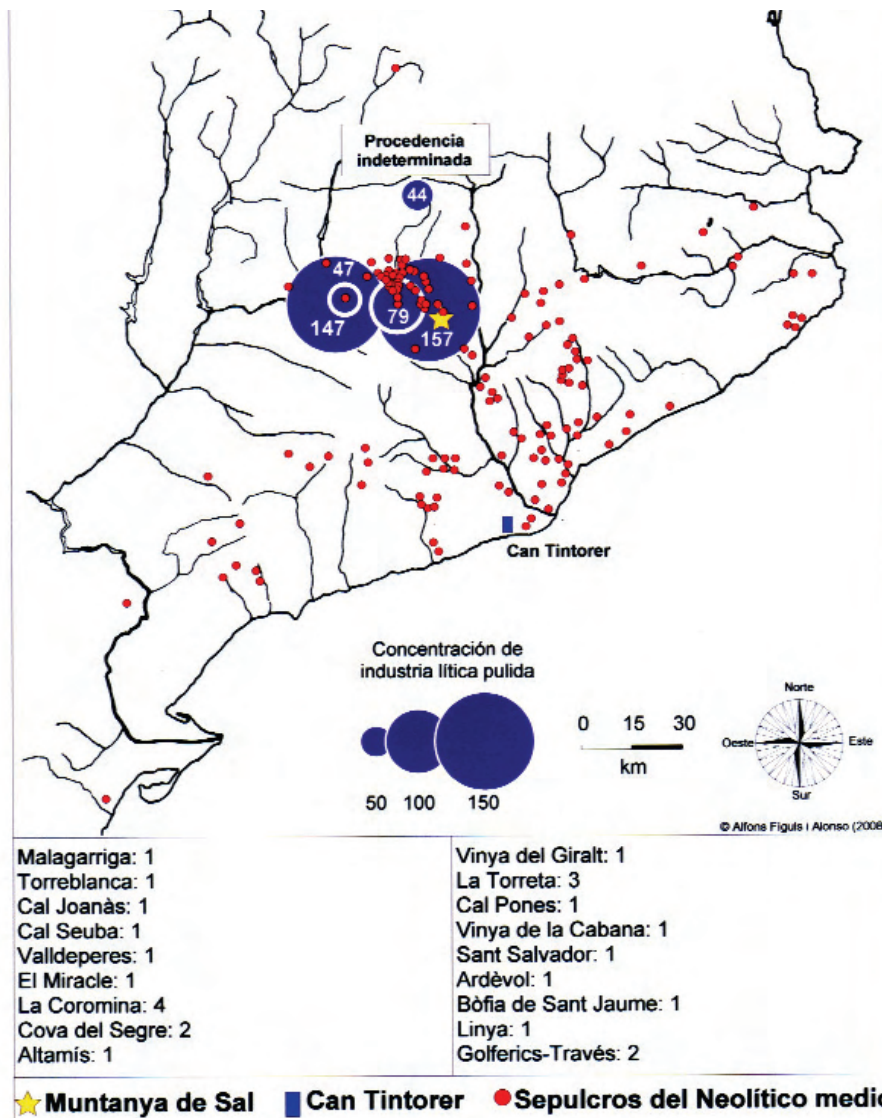 Procedencia
indeterminada
44
47
147
79
157
Can Tintorer
Concentración de
industria lítica pulida
50 100 150
0 15 30
km
Norte
Oeste
Este
Sur
© Alfons Fíguls i Alonso (2008
Malagarriga: 1
Torreblanca: 1
Cal Joanàs: 1
Cal Seuba: 1
Valldeperes: 1
El Miracle: 1
La Coromina: 4
Cova del Segre: 2
Altamís: 1
Vinya del Giralt: 1
La Torreta: 3
Cal Pones: 1
Vinya de la Cabana: 1
Sant Salvador: 1
Ardèvol: 1
Bòfia de Sant Jaume: 1
Linya: 1
Golferics-Través: 2
Muntanya de Sal Can Tintorer Sepulcros del Neolítico medio